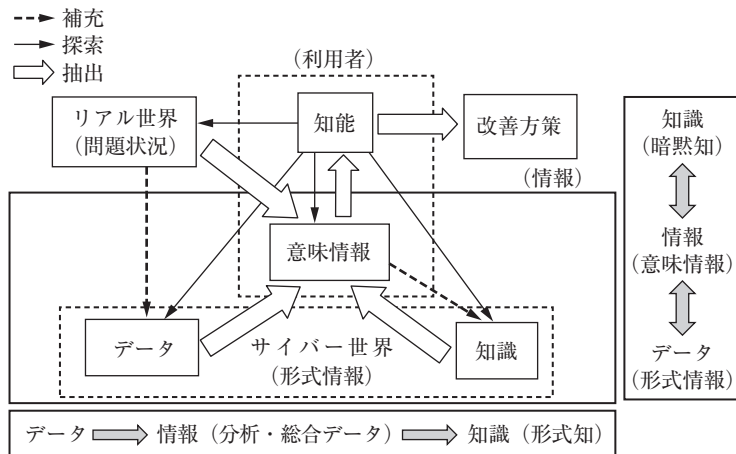 補充
探索
抽出
（利用者）
リアル世界
（問題状況）
知能
改善方策
（情報）
意味情報
データ
サイバー世界
（形式情報）
知識
知識
（暗黙知）
情報
（意味情報）
データ
（形式情報）
データ 情報（分析・総合データ） 知識（形式知）